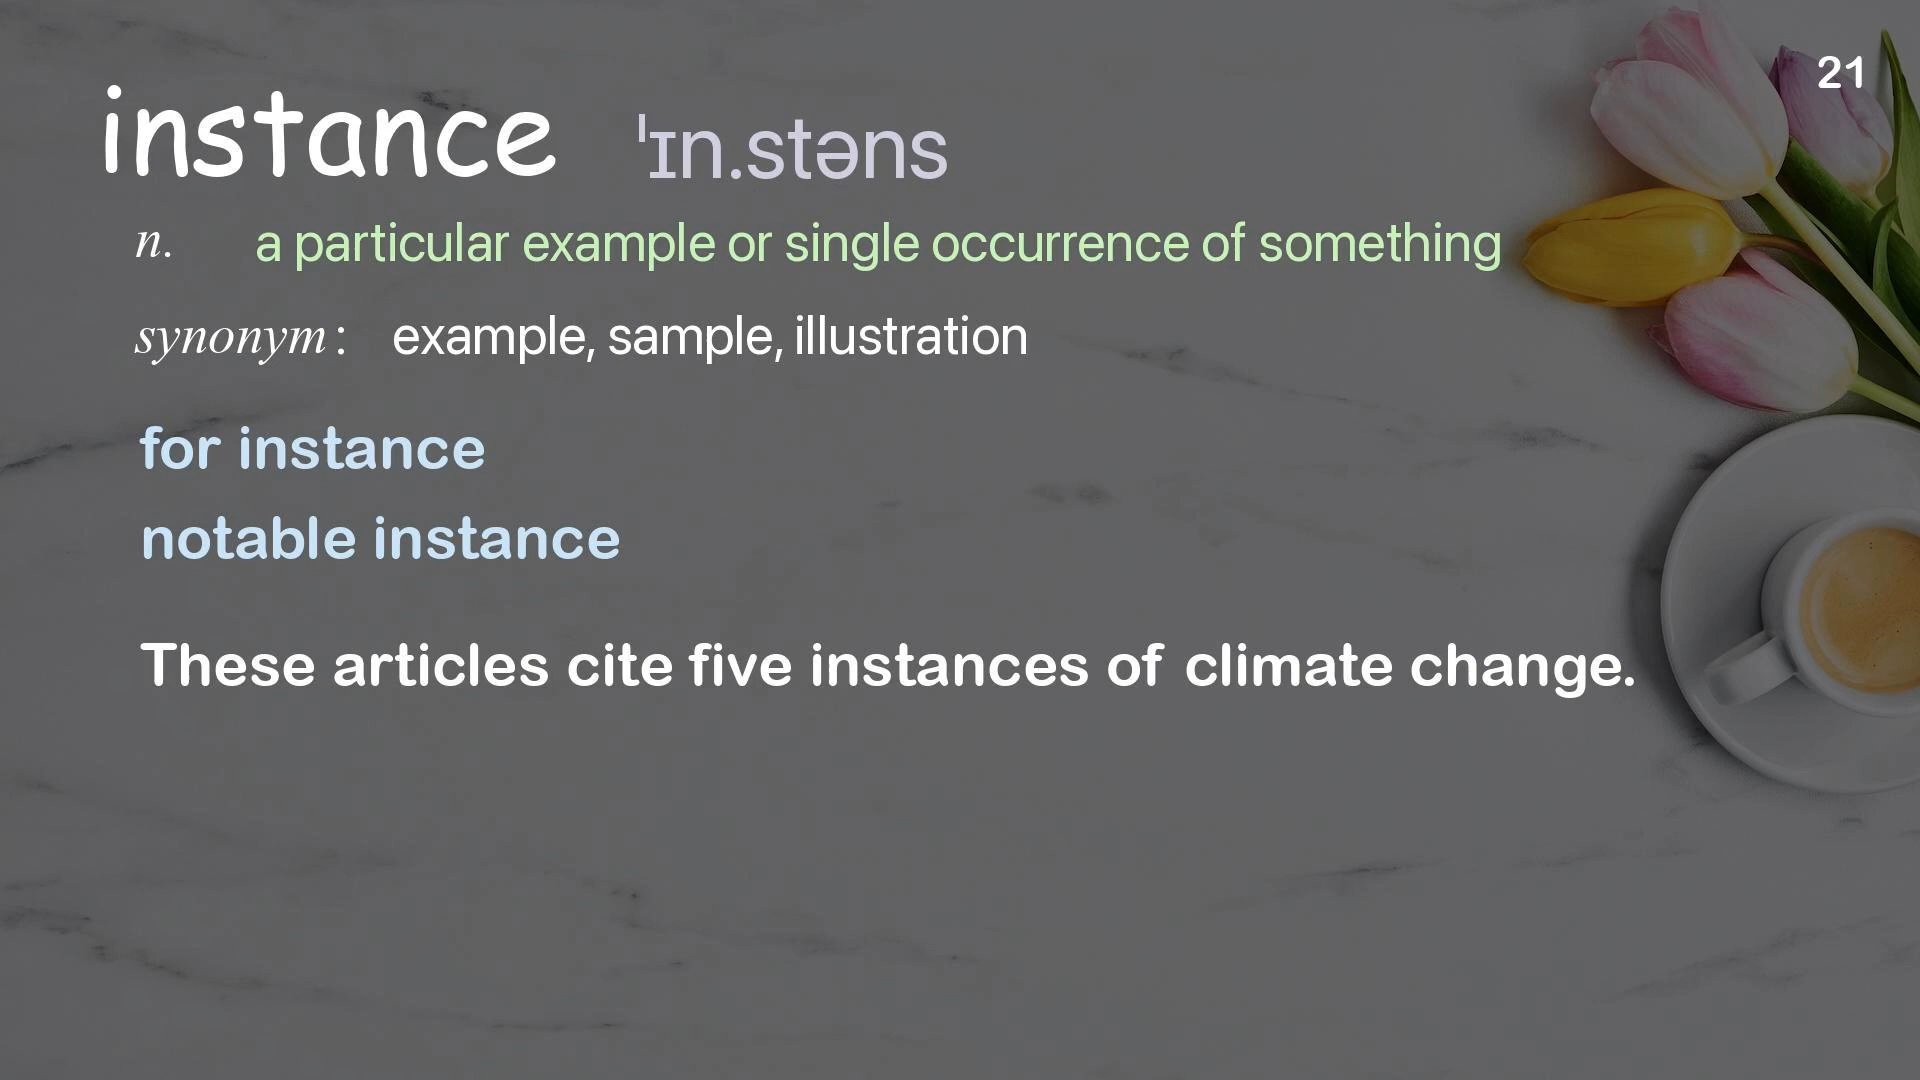 21
instance ˈɪn.stəns
n. a particular example or single occurrence of something
synonym: example, sample, illustration
for instance
notable instance
These articles cite five instances of climate change.